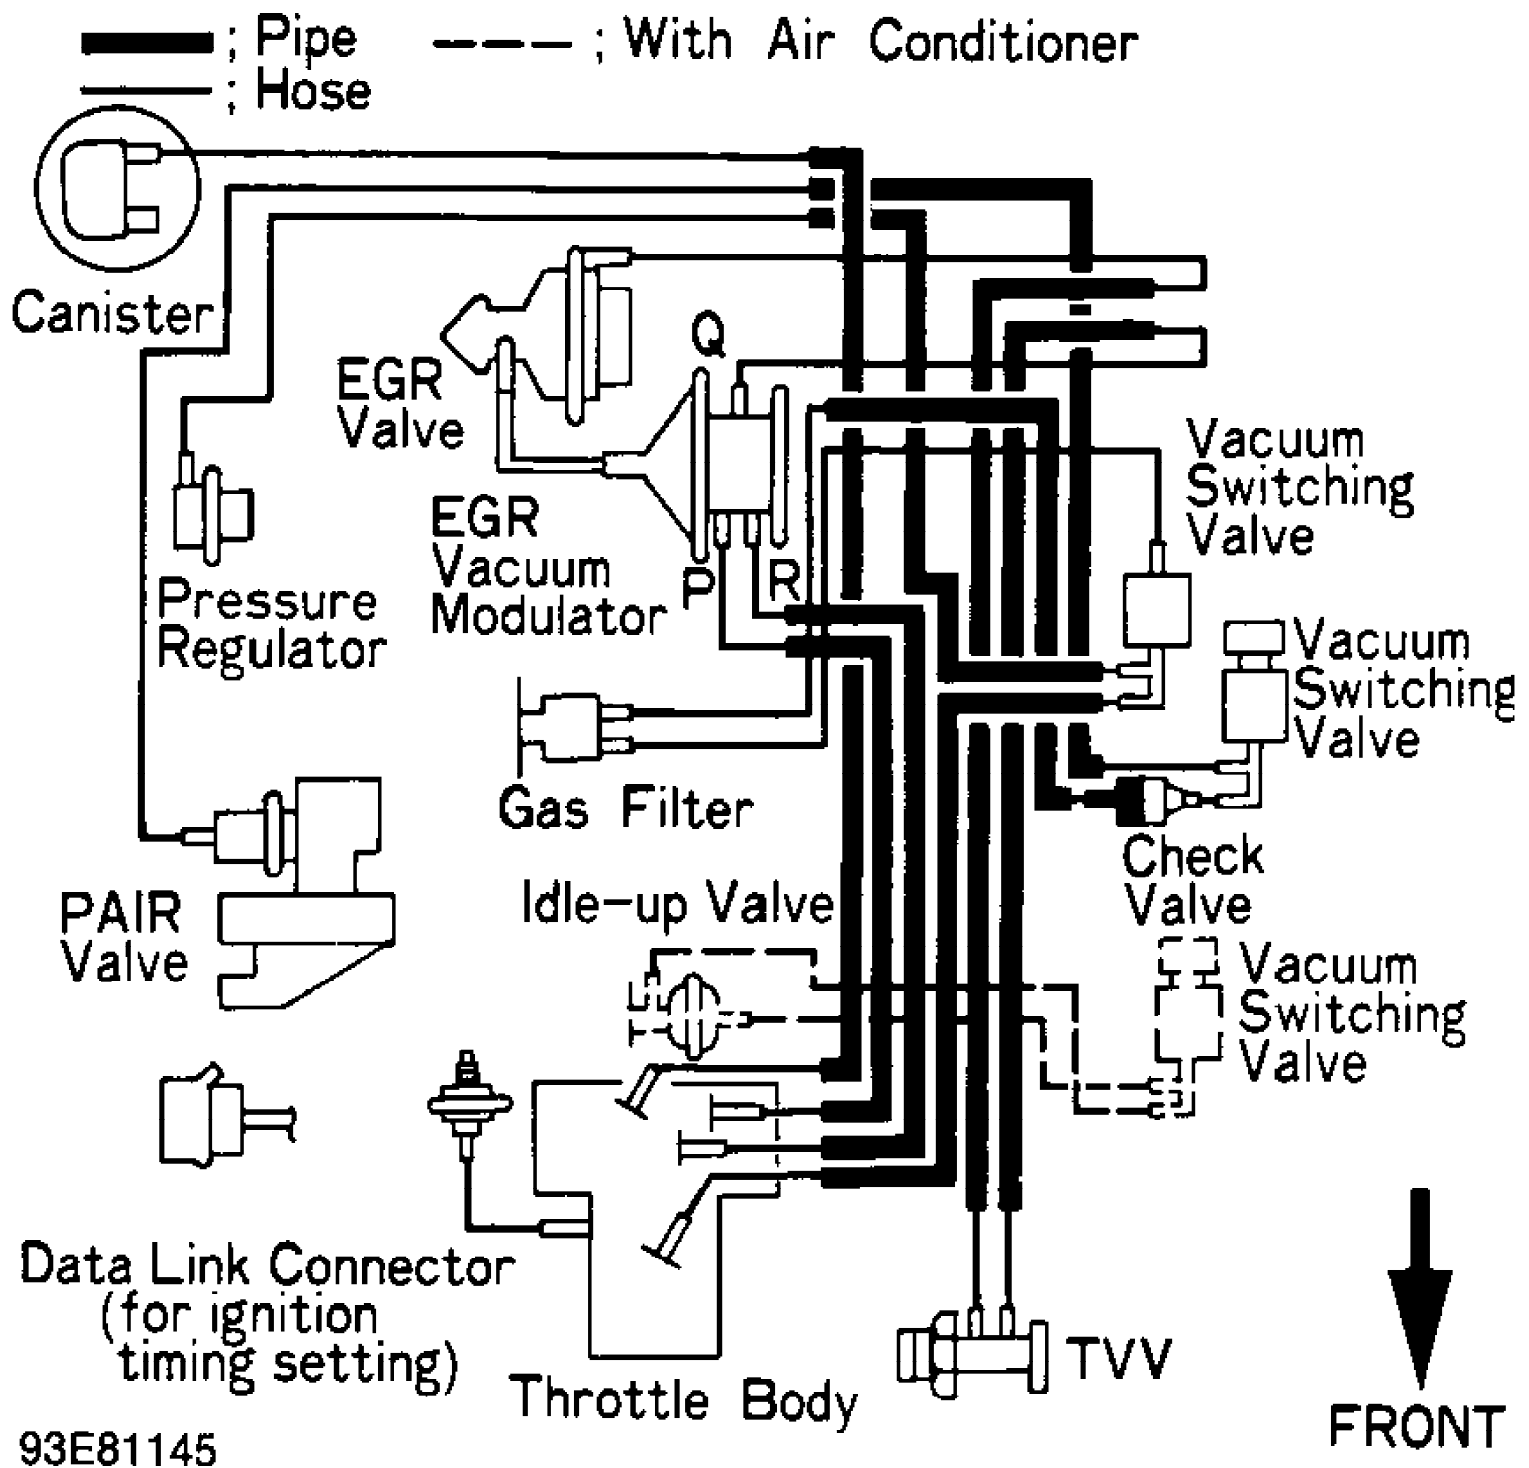 ; Pipe
; With Air Conditioner
; Hose
Canister
EGR
Valve
Q
Vacuum
Switching
Valve
EGR
Vacuum
Modulator
P
R
Pressure
Regulator
Vacuum
Switching
Valve
Gas Filter
Check
Valve
PAIR
Valve
Idle-up Valve
Vacuum
Switching
Valve
Data Link Connector
(for ignition
timing setting)
Throttle Body
TVV
FRONT
93E81145